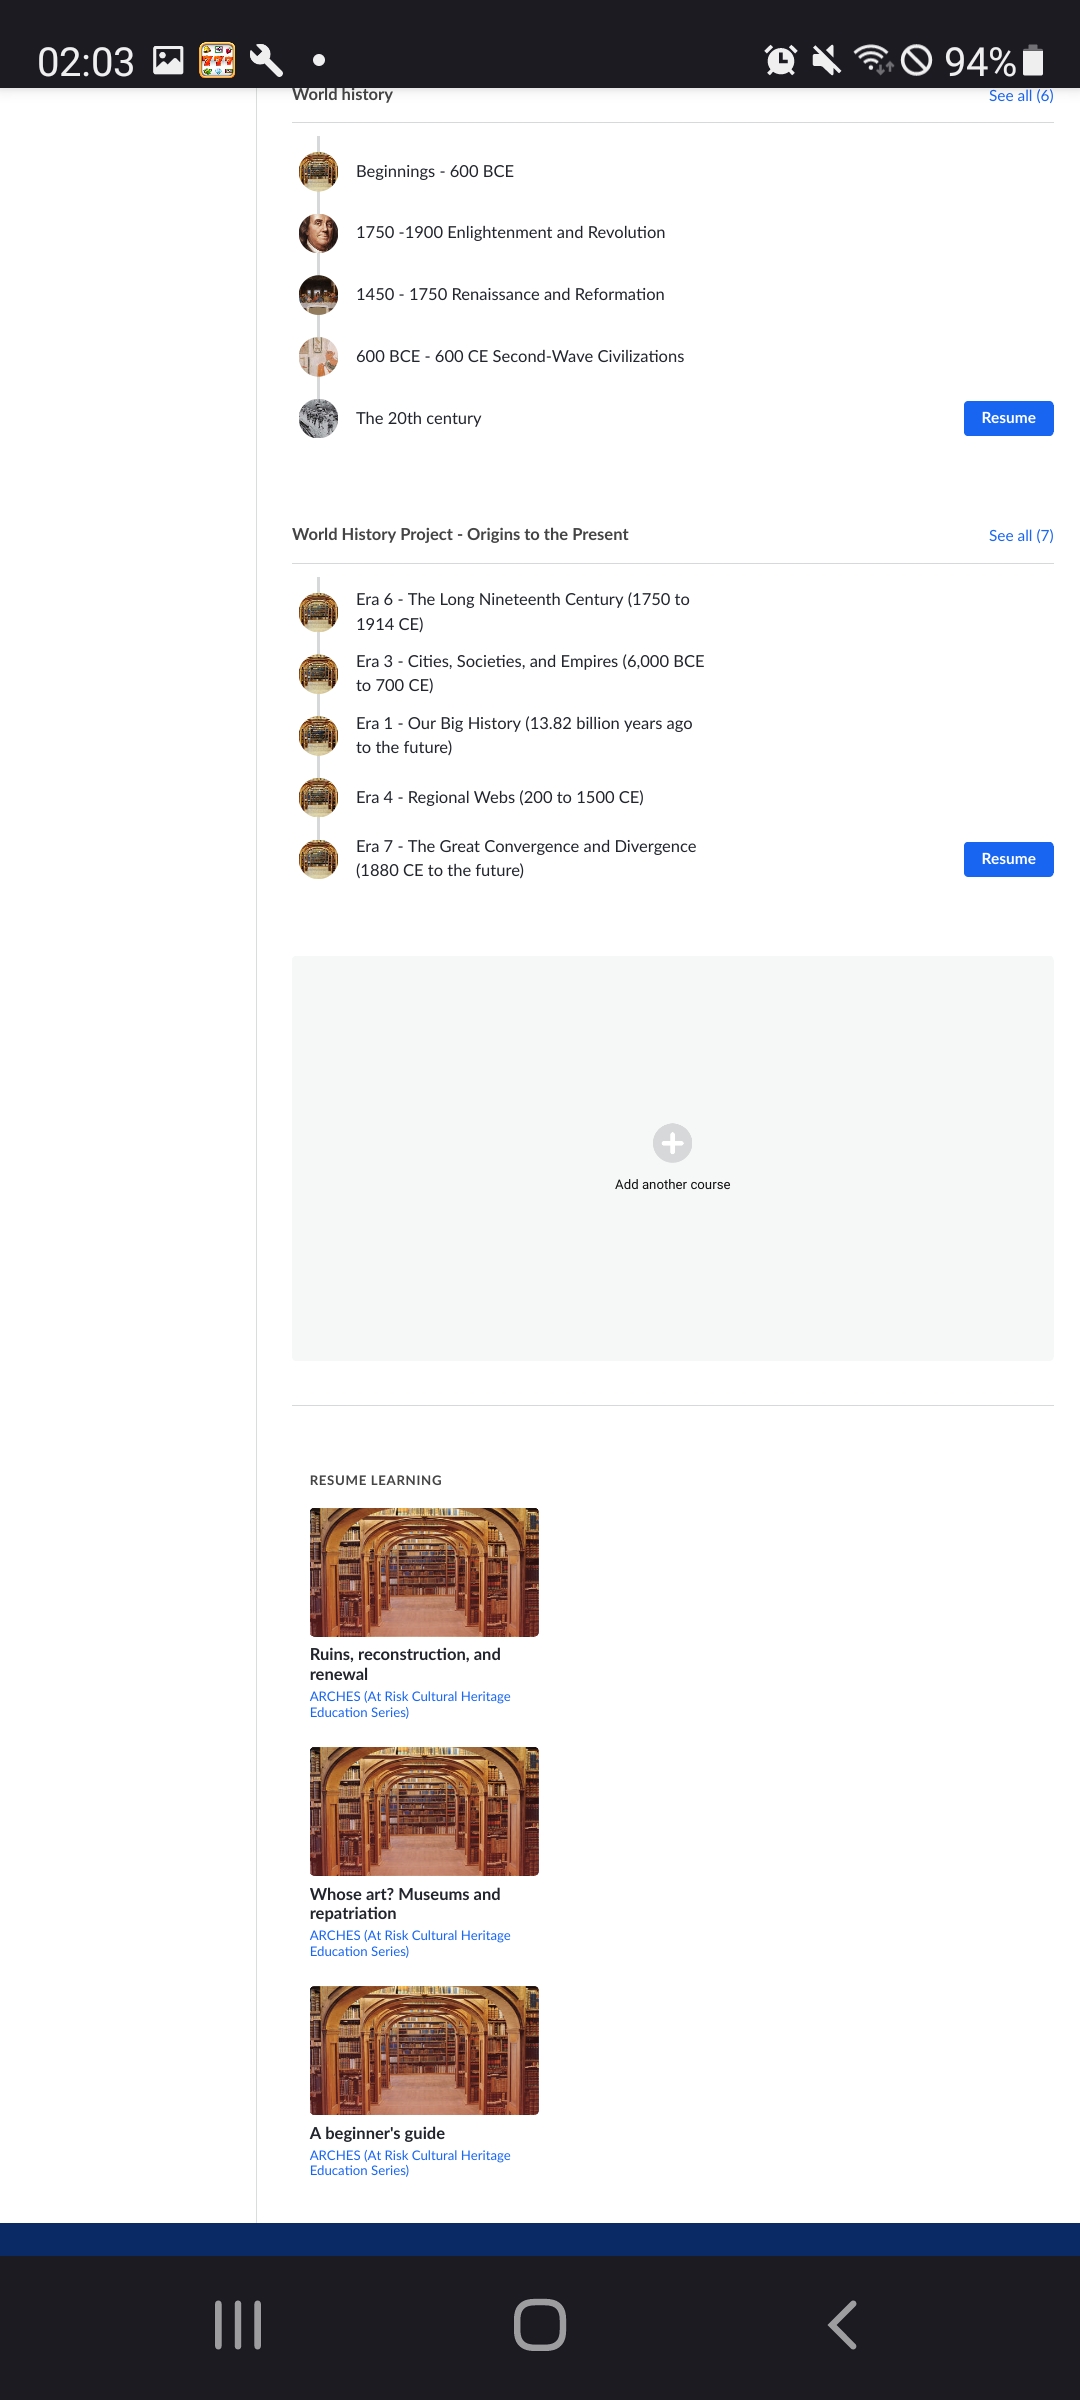 02:03
94%
World history
See all (6)
Beginnings - 600 BCE
1750 -1900 Enlightenment and Revolution
1450 - 1750 Renaissance and Reformation
600 BCE - 600 CE Second-Wave Civilizations
The 20th century
Resume
World History Project - Origins to the Present
See all (7)
Era 6 - The Long Nineteenth Century (1750 to
1914 CE)
Era 3 - Cities, Societies, and Empires (6,000 BCE
to 700 CE)
Era 1 - Our Big History (13.82 billion years ago
to the future)
Era 4 - Regional Webs (200 to 1500 CE)
Era 7 - The Great Convergence and Divergence
(1880 CE to the future)
Resume
Add another course
RESUME LEARNING
Ruins, reconstruction, and
renewal
ARCHES (At Risk Cultural Heritage
Education Series)
Whose art? Museums and
repatriation
ARCHES (At Risk Cultural Heritage
Education Series)
A beginner's guide
ARCHES (At Risk Cultural Heritage
Education Series)